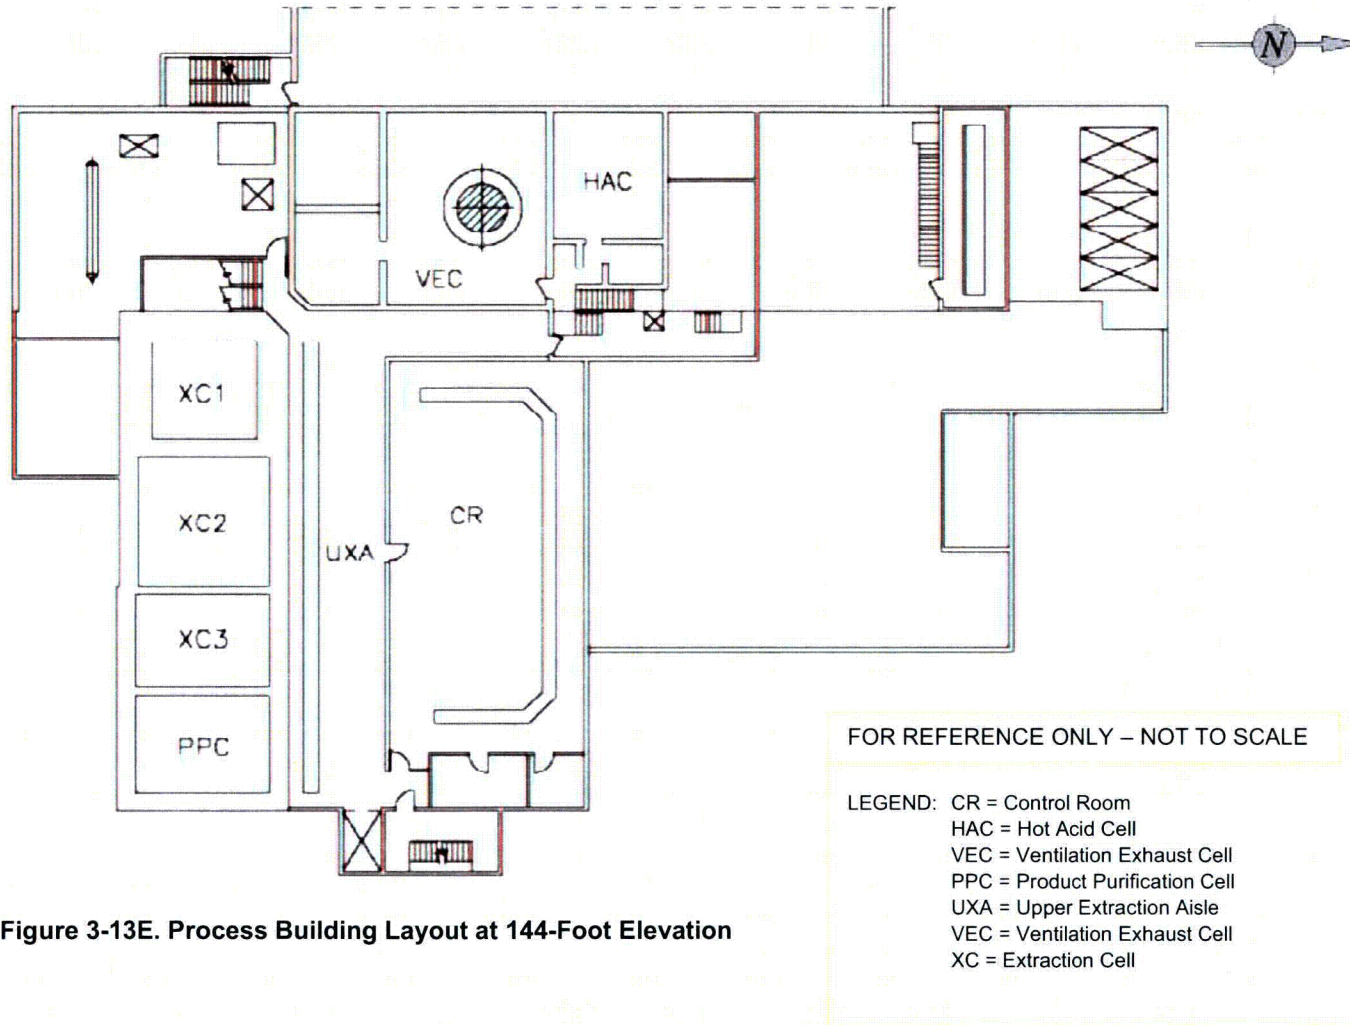 N
HAC
VEC
XC1
XC2
CR
UXA
XC3
PPC
FOR REFERENCE ONLY – NOT TO SCALE
LEGEND: CR = Control Room
HAC = Hot Acid Cell
VEC = Ventilation Exhaust Cell
PPC = Product Purification Cell
UXA = Upper Extraction Aisle
VEC = Ventilation Exhaust Cell
XC = Extraction Cell
Figure 3-13E. Process Building Layout at 144-Foot Elevation